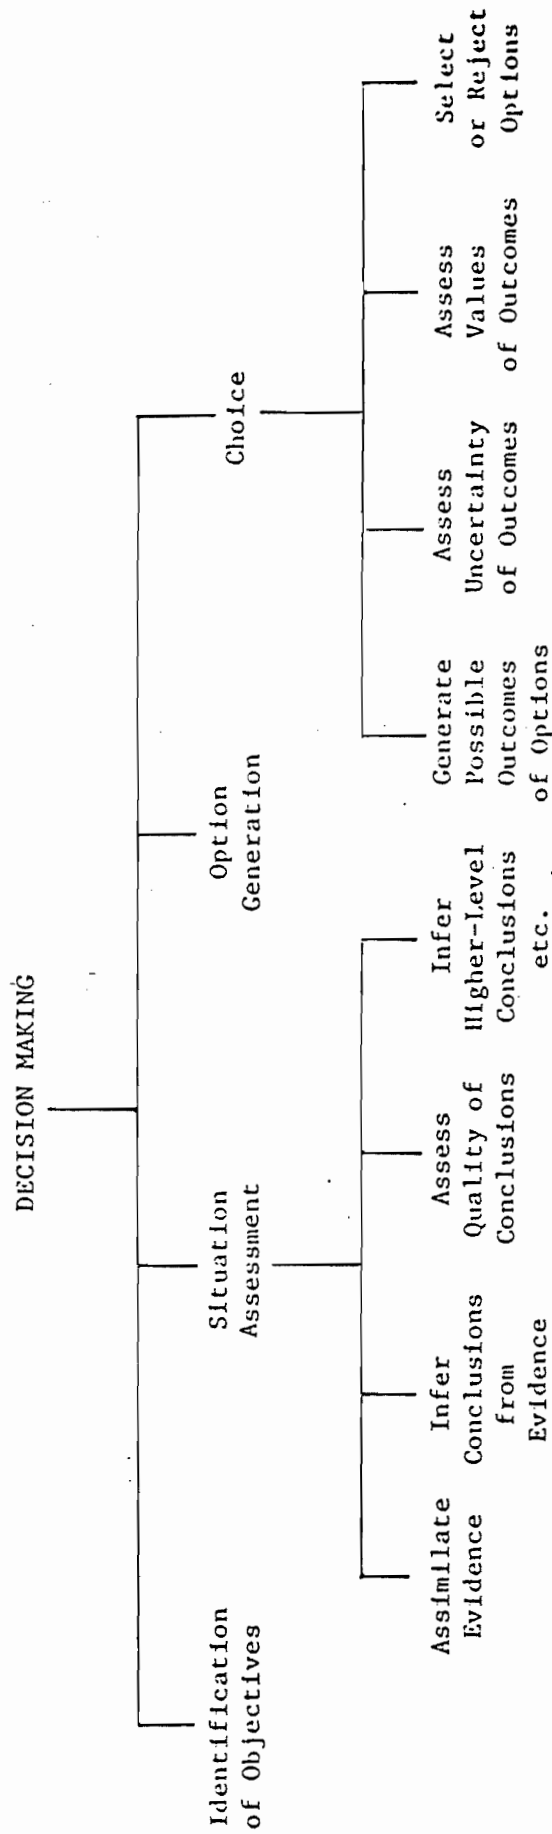 DECISION MAKING
Identification
of Objectives
Situation
Assessment
Option
Generation
Choice
Assimilate
Evidence
Infer
Conclusions
from
Evidence
Assess
Quality of
Conclusions
Infer
Higher-Level
Conclusions
etc.
Generate
Possible
Outcomes
of Options
Assess
Uncertainty
of Outcomes
Assess
Values
of Outcomes
Select
or Reject
Options